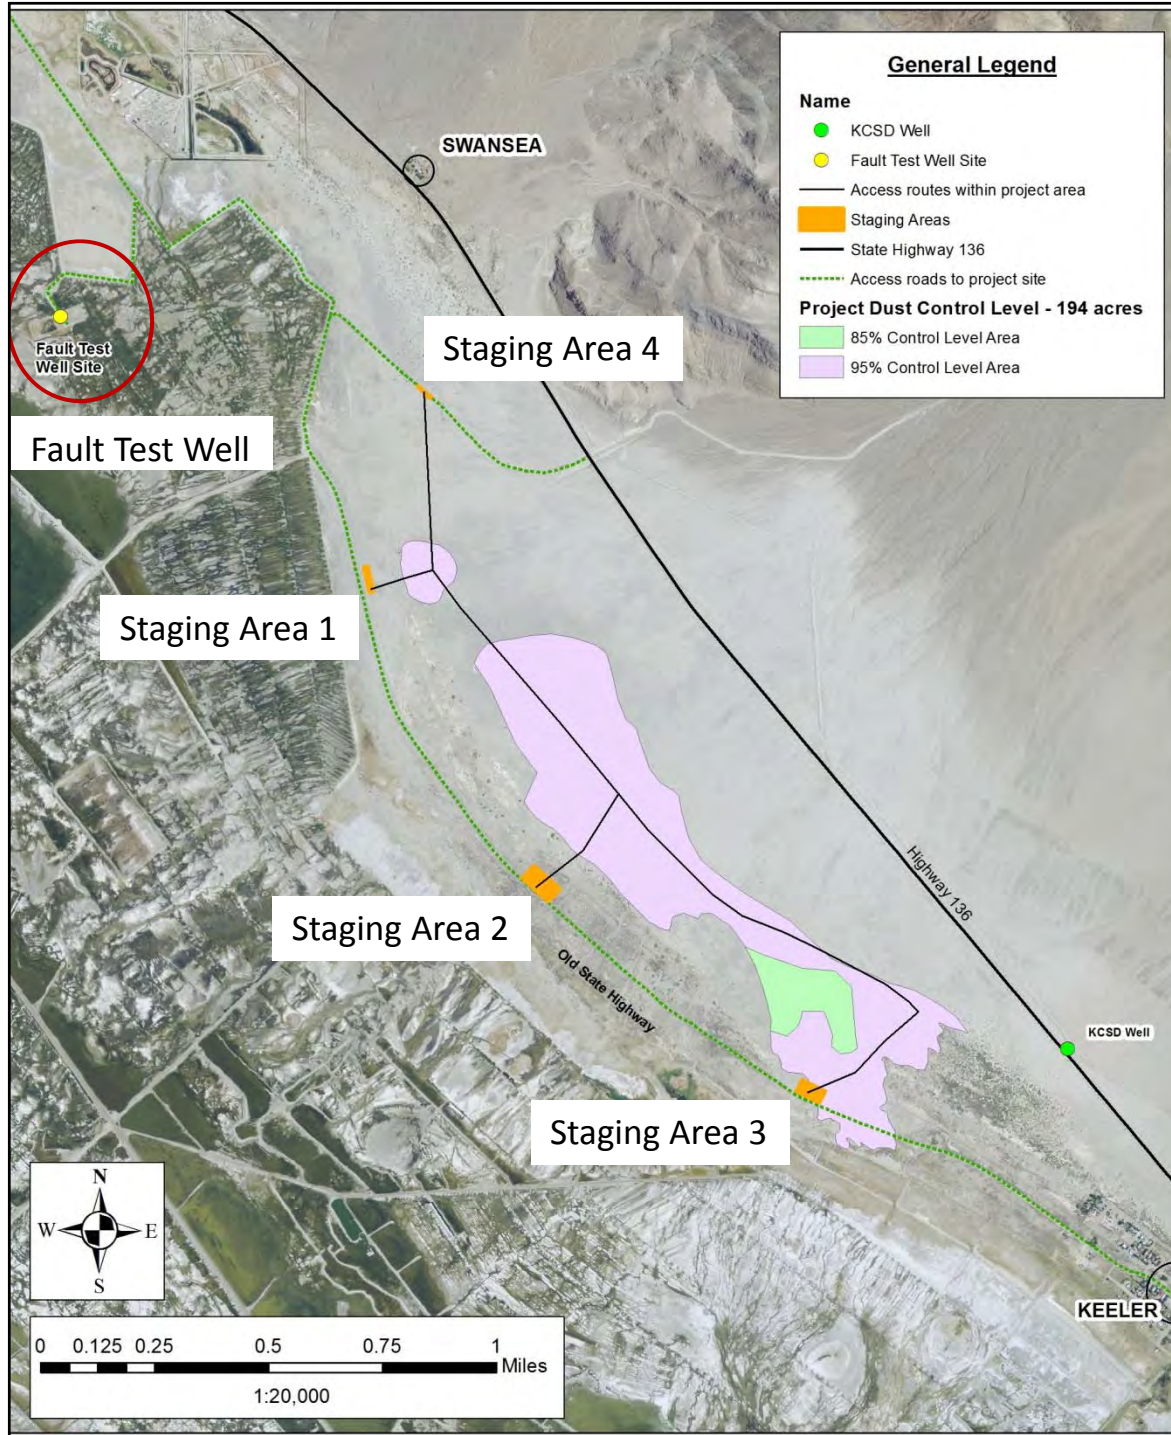 General Legend
Name
KCSD Well
Fault Test Well Site
Access routes within project area
Staging Areas
State Highway 136
Access roads to project site
Project Dust Control Level - 194 acres
85% Control Level Area
95% Control Level Area
SWANSEA
Fault Test
Well Site
Staging Area 4
Fault Test Well
Staging Area 1
Highway 136
Staging Area 2
Old State Highway
KCSD Well
Staging Area 3
N
W E
S
KEELER
0 0.125 0.25 0.5 0.75 1
Miles
1:20,000